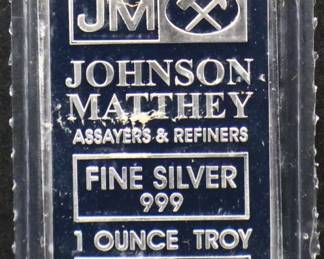 JM
JOHNSON
MATTHEY
ASSAYERS & REFINERS
FINE SILVER
999
1 OUNCE TROY